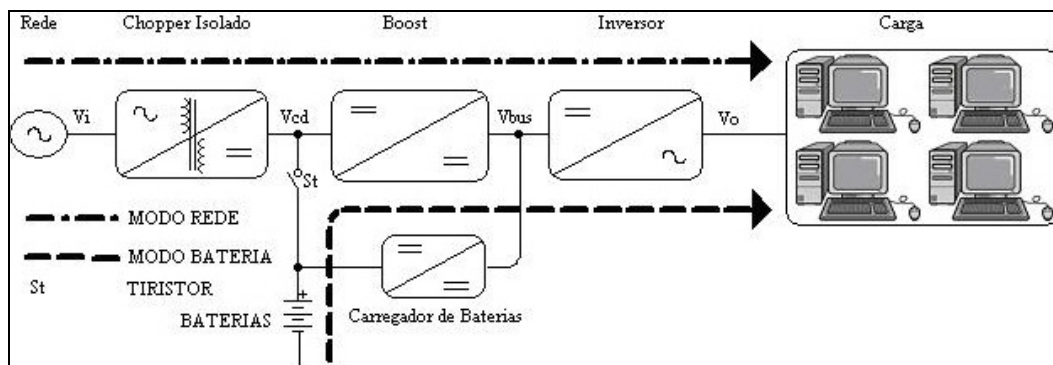 Rede Chopper Isolado Boost Inversor Carga
Vi Vcd Vbus Vo
St
MODO REDE
MODO BATERIA
St TIRISTOR
BATERIAS + Carregador de Baterias